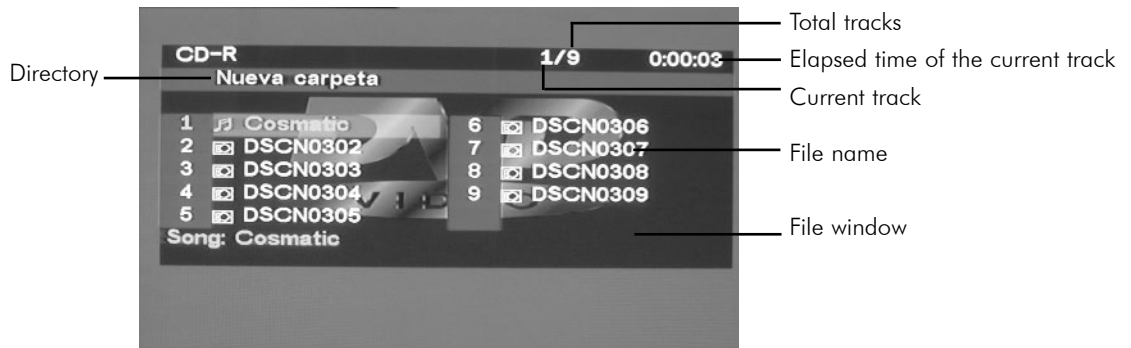 Total tracks
CD-R 1/9 0:00:03
Elapsed time of the current track
Directory
Nueva carpeta
Current track
1 Cosmatic
6 DSCN0306
2 DSCN0302
7 DSCN0307
File name
3 DSCN0303
8 DSCN0308
4 DSCN0304
9 DSCN0309
5 DSCN0305
File window
Song: Cosmatic